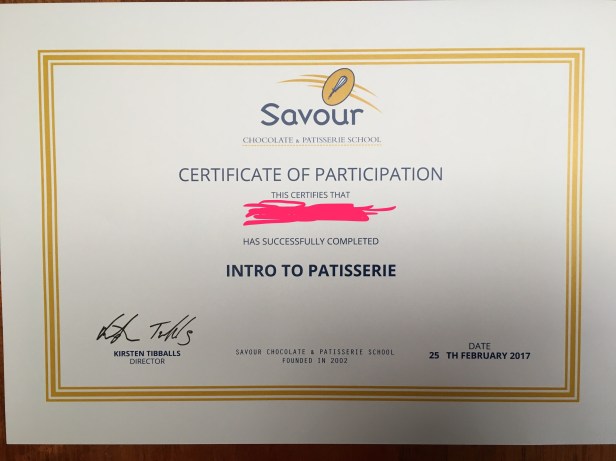 Savour
CHOCOLATE & PATISSERIE SCHOOL
CERTIFICATE OF PARTICIPATION
THIS CERTIFIES THAT
HAS SUCCESSFULLY COMPLETED
INTRO TO PATISSERIE
KIRSTEN TIBBALLS
DIRECTOR
SAVOUR CHOCOLATE & PATISSERIE SCHOOL
FOUNDED IN 2002
DATE
25 TH FEBRUARY 2017